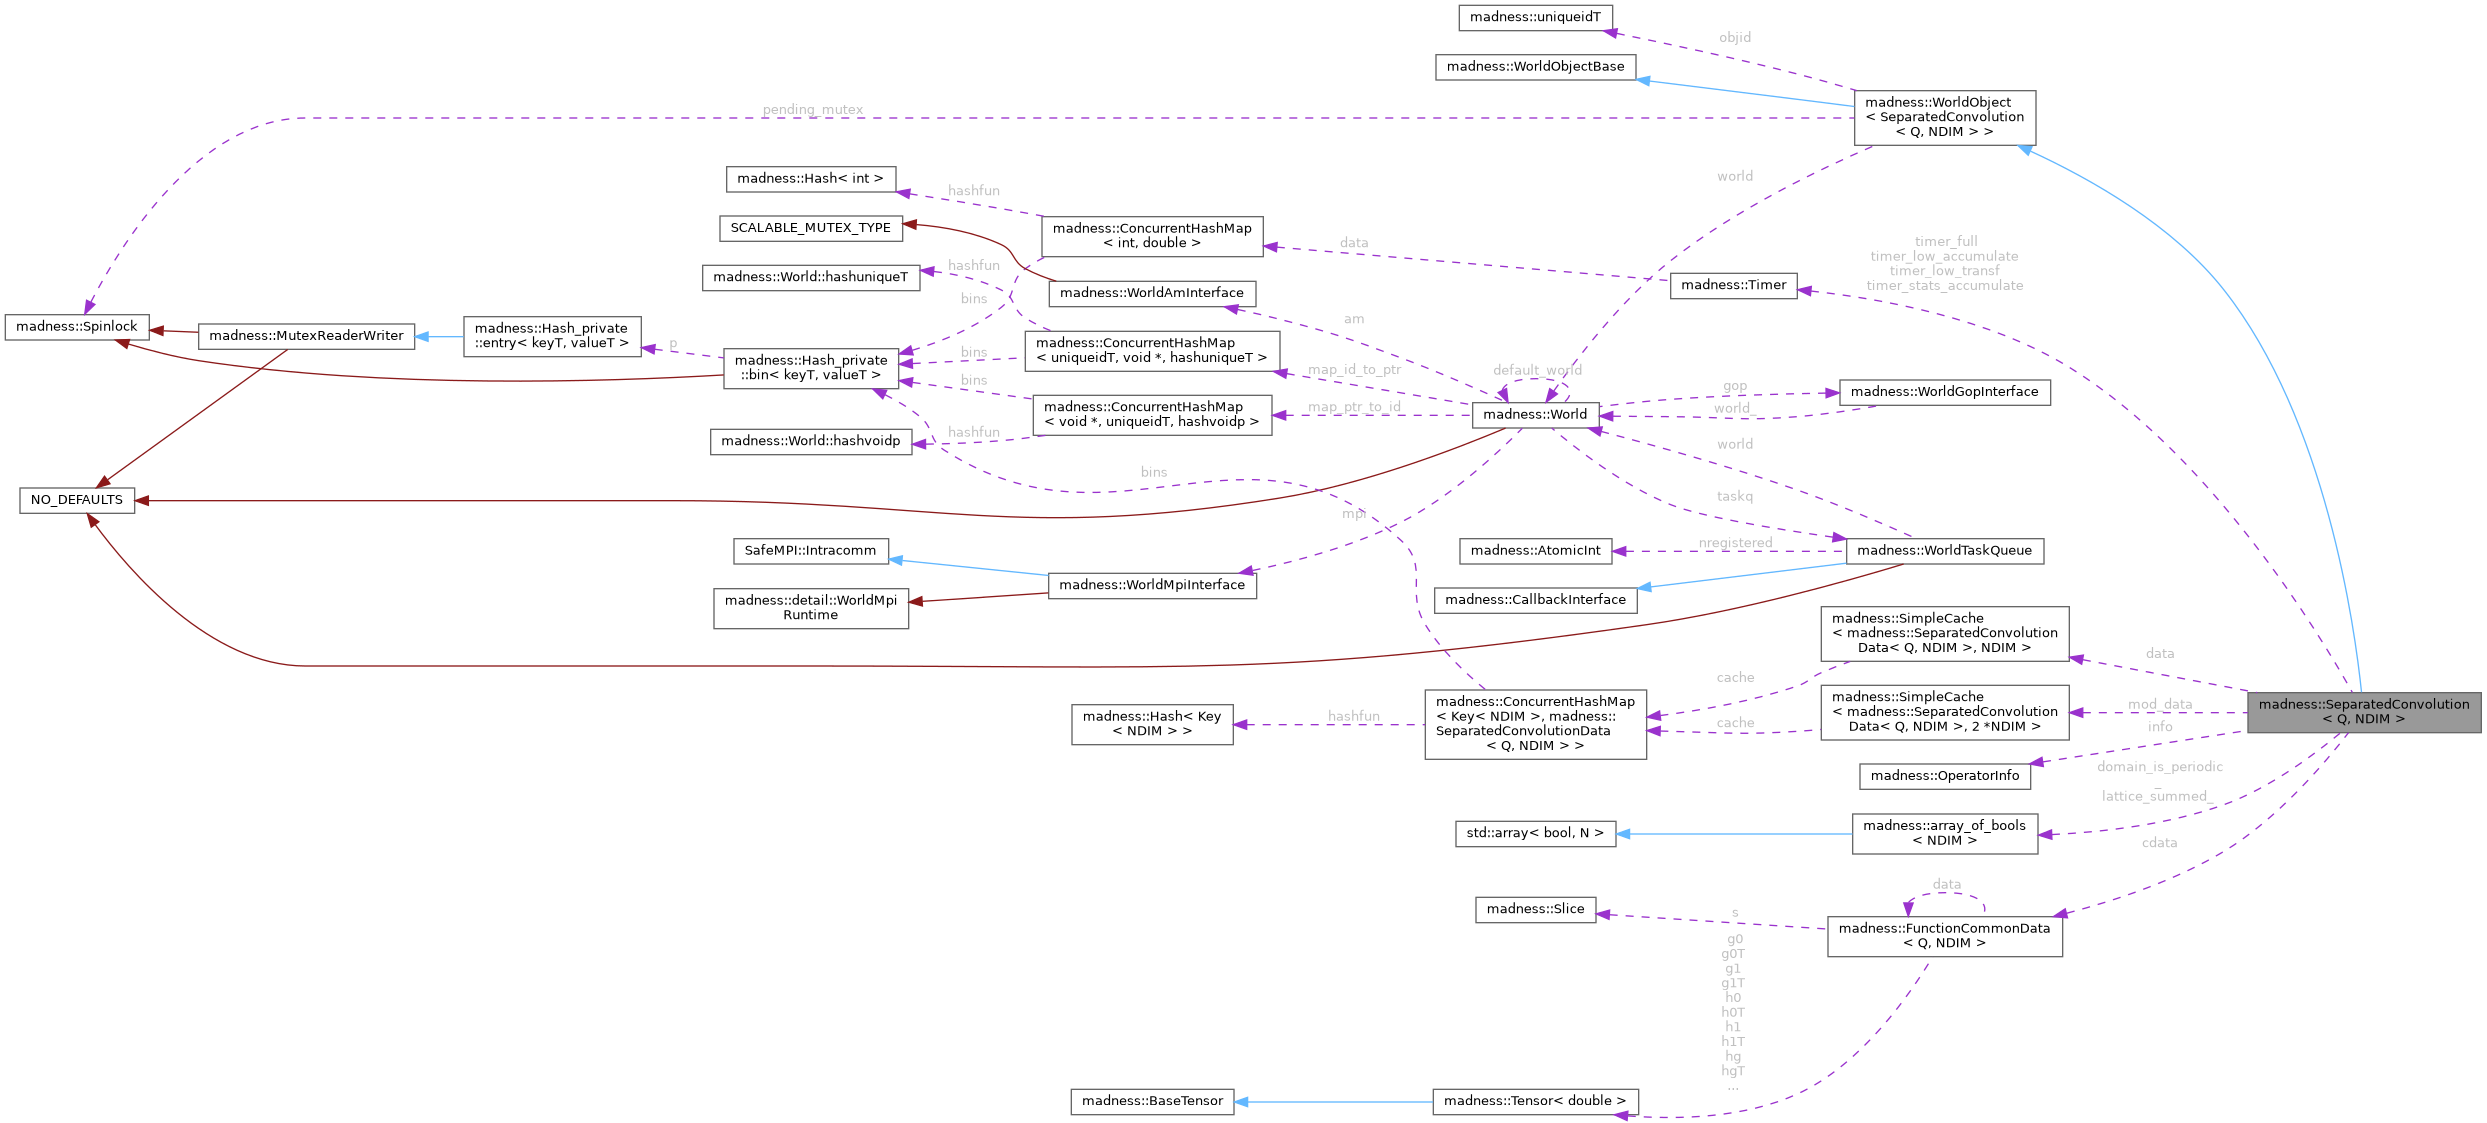 madness::uniqueidT
objid
madness::WorldObjectBase
madness::WorldObject
< SeparatedConvolution
< Q, NDIM > >
pending_mutex
madness::Hash< int >
hashfun
world
SCALABLE_MUTEX_TYPE
madness::ConcurrentHashMap
< int, double >
data
timer_full
timer_low_accumulate
timer_low_transf
timer_stats_accumulate
madness::World::hashuniqueT
hashfun
madness::Timer
madness::WorldAmInterface
bins
am
madness::Spinlock
madness::MutexReaderWriter
madness::Hash_private
::entry< keyT, valueT >
p
madness::Hash_private
::bin< keyT, valueT >
bins
madness::ConcurrentHashMap
< uniqueidT, void *, hashuniqueT >
map_id_to_ptr
default_world
bins
gop
madness::WorldGopInterface
madness::ConcurrentHashMap
< void *, uniqueidT, hashvoidp >
map_ptr_to_id
madness::World
world_
madness::World::hashvoidp
hashfun
world
bins
taskq
NO_DEFAULTS
mpi
SafeMPI::Intracomm
madness::AtomicInt
nregistered
madness::WorldTaskQueue
madness::WorldMpiInterface
madness::detail::WorldMpi
Runtime
madness::CallbackInterface
madness::SimpleCache
< madness::SeparatedConvolution
Data< Q, NDIM >, NDIM >
data
cache
madness::Hash< Key
< NDIM > >
hashfun
madness::ConcurrentHashMap
< Key< NDIM >, madness::
SeparatedConvolutionData
< Q, NDIM > >
cache
madness::SimpleCache
< madness::SeparatedConvolution
Data< Q, NDIM >, 2 *NDIM >
mod_data
madness::SeparatedConvolution
< Q, NDIM >
info
madness::OperatorInfo
domain_is_periodic
_
lattice_summed_
std::array< bool, N >
madness::array_of_bools
< NDIM >
cdata
data
madness::Slice
s
madness::FunctionCommonData
< Q, NDIM >
g0
g0T
g1
g1T
h0
h0T
h1
h1T
hg
hgT
...
madness::BaseTensor
madness::Tensor< double >